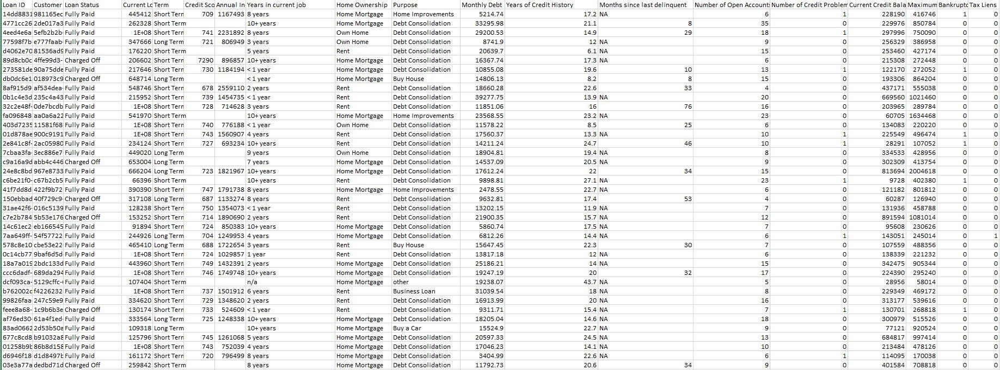 Loan ID Customer Loan Status Current Lo Term Credit Sco Annual In Years in current job Home Ownership Purpose Monthly Debt Years of Credit History Months since last delinquent Number of Open Accounts Number of Credit Problem Current Credit Bala Maximum Bankruptc Tax Liens
14dd8831 981165ec Fully Paid 445412 Short Tern 709 1167493 8 years Home Mortgage Home Improvements 5214.74 17.2 NA 6 1 228190 416746 1 0
4771cc26 2de017a3 Fully Paid 262328 Short Term 10+ years Home Mortgage Debt Consolidation 33295.98 21.1 8 35 0 229976 850784 0 0
4eed4e6a 5efb2b2b- Fully Paid 1E+08 Short Tern 741 2231892 8 years Own Home Debt Consolidation 29200.53 14.9 29 18 1 297996 750090 0 0
77598f7b e777faab- Fully Paid 347666 Long Term 721 806949 3 years Own Home Debt Consolidation 8741.9 12 NA 9 0 256329 386958 0 0
d4062e70 81536ad9 Fully Paid 176220 Short Term 5 years Rent Debt Consolidation 20639.7 6.1 NA 15 0 253460 427174 0 0
89d8cb0c 4ffe99d3- Charged Off 206602 Short Tern 7290 896857 10+ years Home Mortgage Debt Consolidation 16367.74 17.3 NA 6 0 215308 272448 0 0
273581de 90a75dde Fully Paid 217646 Short Tern 730 1184194 < 1 year Home Mortgage Debt Consolidation 10855.08 19.6 10 13 1 122170 272052 1 0
db0dc6e1 018973c9 Charged Off 648714 Long Term < 1 year Home Mortgage Buy House 14806.13 8.2 8 15 0 193306 864204 0 0
8af915d9 af534dea- Fully Paid 548746 Short Tern 678 2559110 2 years Rent Debt Consolidation 18660.28 22.6 33 4 0 437171 555038 0 0
0b1c4e3d 235c4a43 Fully Paid 215952 Short Tern 739 1454735 < 1 year Rent Debt Consolidation 39277.75 13.9 NA 20 0 669560 1021460 0 0
32c2e48f- 0de7bcdb Fully Paid 1E+08 Short Tern 728 714628 3 years Rent Debt Consolidation 11851.06 16 76 16 0 203965 289784 0 0
fa096848 aa0a6a22 Fully Paid 541970 Short Term 10+ years Home Mortgage Home Improvements 23568.55 23.2 NA 23 0 60705 1634468 0 0
403d7235 11581f68- Fully Paid 1E+08 Short Tern 740 776188 < 1 year Own Home Debt Consolidation 11578.22 8.5 25 6 0 134083 220220 0 0
01d878ae 900c9191 Fully Paid 1E+08 Short Tern 743 1560907 4 years Rent Debt Consolidation 17560.37 13.3 NA 10 1 225549 496474 1 0
2e841c8f- 2ac05980 Fully Paid 234124 Short Tern 727 693234 10+ years Rent Debt Consolidation 14211.24 24.7 46 10 1 28291 107052 1 0
7cbaa3fa- 3ec886e7 Fully Paid 449020 Long Term 9 years Own Home Debt Consolidation 18904.81 19.4 NA 8 0 334533 428956 0 0
c9a16a9d abb4c446 Charged Off 653004 Long Term 7 years Home Mortgage Debt Consolidation 14537.09 20.5 NA 9 0 302309 413754 0 0
24e8c8bd 967e8733 Fully Paid 666204 Long Term 723 1821967 10+ years Home Mortgage Debt Consolidation 17612.24 22 34 15 0 813694 2004618 0 0
c6be21f0- c67b2cb5 Fully Paid 66396 Short Term 10+ years Rent Debt Consolidation 9898.81 27.1 NA 23 1 9728 402380 1 0
41f7dd8d 422f9b72 Fully Paid 390390 Short Tern 747 1791738 8 years Home Mortgage Home Improvements 2478.55 22.7 NA 6 0 121182 801812 0 0
150ebbad 40f729c9- Charged Off 317108 Long Term 687 1133274 8 years Rent Debt Consolidation 9632.81 17.4 53 4 0 60287 126940 0 0
31ae42f6- 016c5139 Fully Paid 128238 Short Tern 750 1354073 < 1 year Rent Debt Consolidation 13202.15 11.9 NA 7 0 131936 458788 0 0
c7e2b784 5b53e176 Charged Off 153252 Short Tern 714 1890690 2 years Rent Debt Consolidation 21900.35 15.7 NA 12 0 891594 1081014 0 0
14c61ec2- eb166545 Fully Paid 91894 Short Tern 724 850383 10+ years Home Mortgage Debt Consolidation 5860.74 17.5 NA 7 0 95608 230626 0 0
7aa649ff- 54f57722 Fully Paid 244926 Long Term 704 1249953 4 years Home Mortgage Debt Consolidation 6812.26 14.4 NA 6 1 143051 245014 0 1
578c8e10 cbe53e22- Fully Paid 465410 Long Term 688 1722654 3 years Rent Buy House 15647.45 22.3 30 7 0 107559 488356 0 0
0c14cb77 9baf6d5d- Fully Paid 1E+08 Short Tern 724 1029857 1 year Rent Debt Consolidation 13817.18 12 NA 6 0 138339 221232 0 0
18a7a019 2bdc133d Fully Paid 443960 Short Tern 749 1432391 2 years Home Mortgage Debt Consolidation 25186.21 14 NA 15 0 342475 905344 0 0
ccc6dadf- 689da294 Fully Paid 1E+08 Short Tern 746 1749748 10+ years Home Mortgage Debt Consolidation 19247.19 20 32 17 0 224390 295240 0 0
dcf093ca- 5129cffc- Fully Paid 107404 Short Term n/a Home Mortgage other 19238.07 43.7 NA 5 0 28956 58014 0 0
b762002c f4226232 Fully Paid 1E+08 Short Tern 737 1501912 6 years Rent Business Loan 31039.54 18 NA 8 0 229349 469172 0 0
99826faa- 247c59e9 Fully Paid 334620 Short Tern 729 1348620 2 years Rent Debt Consolidation 16913.99 20 NA 16 0 313177 539616 0 0
feee8a68- 1c9b6b3e Charged Off 130174 Short Tern 733 524609 < 1 year Rent Debt Consolidation 9311.71 15.4 NA 7 1 130701 268818 1 0
af76ed30- 61a4f1ed- Fully Paid 333564 Long Term 725 1248338 10+ years Home Mortgage Debt Consolidation 18205.04 14.6 NA 18 0 300979 515526 0 0
83ad0662 2d53b50a Fully Paid 109318 Long Term 10+ years Home Mortgage Buy a Car 15524.9 22.7 NA 9 0 77121 920524 0 0
677c8cd8 b91032a8 Fully Paid 125796 Short Tern 745 1261068 5 years Home Mortgage Debt Consolidation 20597.33 24.5 NA 13 0 684817 997414 0 0
01258b9b 86b8d158 Fully Paid 1E+08 Short Tern 743 752039 4 years Home Mortgage Debt Consolidation 17046.23 14.1 NA 10 0 213484 478126 0 0
d6946f18- d1d8497b Fully Paid 161172 Short Tern 720 796499 8 years Home Mortgage Debt Consolidation 3404.99 22.6 NA 6 1 114095 170038 0 0
03e3a77a dedbd71d Charged Off 259842 Short Term 8 years Home Mortgage Debt Consolidation 11792.73 20.6 34 9 0 401584 708818 0 0